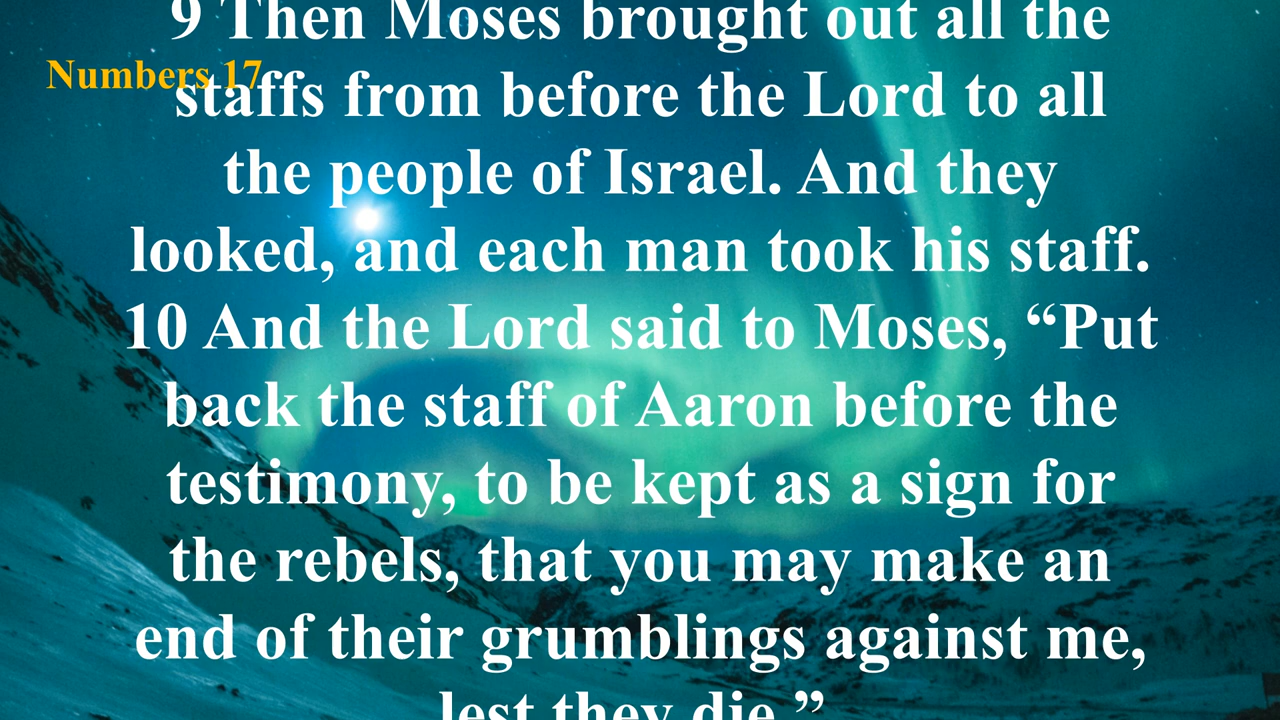 9 Then Moses brought out all the
Numbers 17
staffs from before the Lord to all
the people of Israel. And they
looked, and each man took his staff.
10 And the Lord said to Moses, “Put
back the staff of Aaron before the
testimony, to be kept as a sign for
the rebels, that you may make an
end of their grumblings against me,
lest they die.”